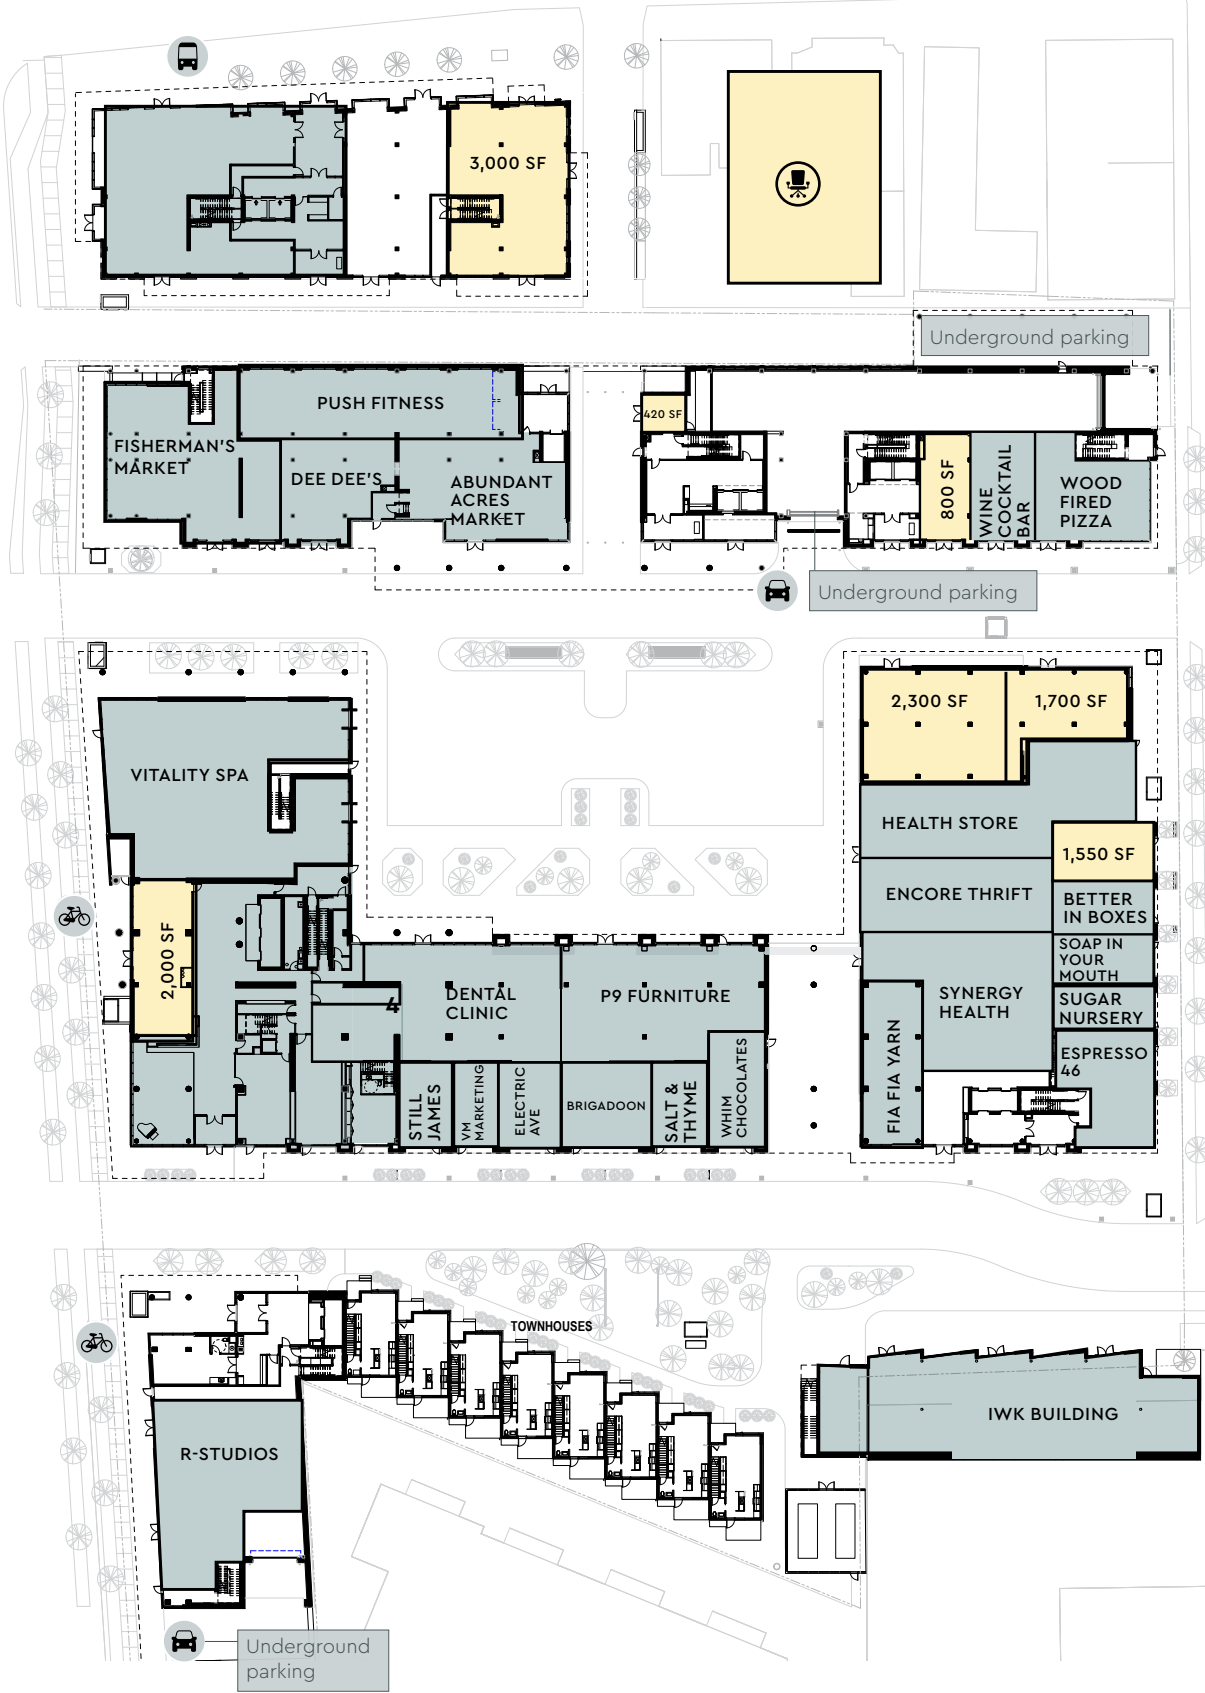 3,000 SF
Underground parking
PUSH FITNESS
FISHERMAN'S
MARKET
DEE DEE'S
ABUNDANT
ACRES
MARKET
420 SF
800 SF
WINE
COCKTAIL
BAR
WOOD
FIRED
PIZZA
Underground parking
2,300 SF
1,700 SF
VITALITY SPA
HEALTH STORE
1,550 SF
ENCORE THRIFT
BETTER
IN BOXES
2,000 SF
SOAP IN
YOUR
MOUTH
4
DENTAL
CLINIC
P9 FURNITURE
SYNERGY
HEALTH
SUGAR
NURSERY
FIA FIA YARN
ESPRESSO
46
STILL
JAMES
VM
MARKETING
ELECTRIC
AVE
BRIGADOON
SALT &
THYME
WHIM
CHOCOLATES
TOWNHOUSES
IWK BUILDING
R-STUDIOS
Underground
parking